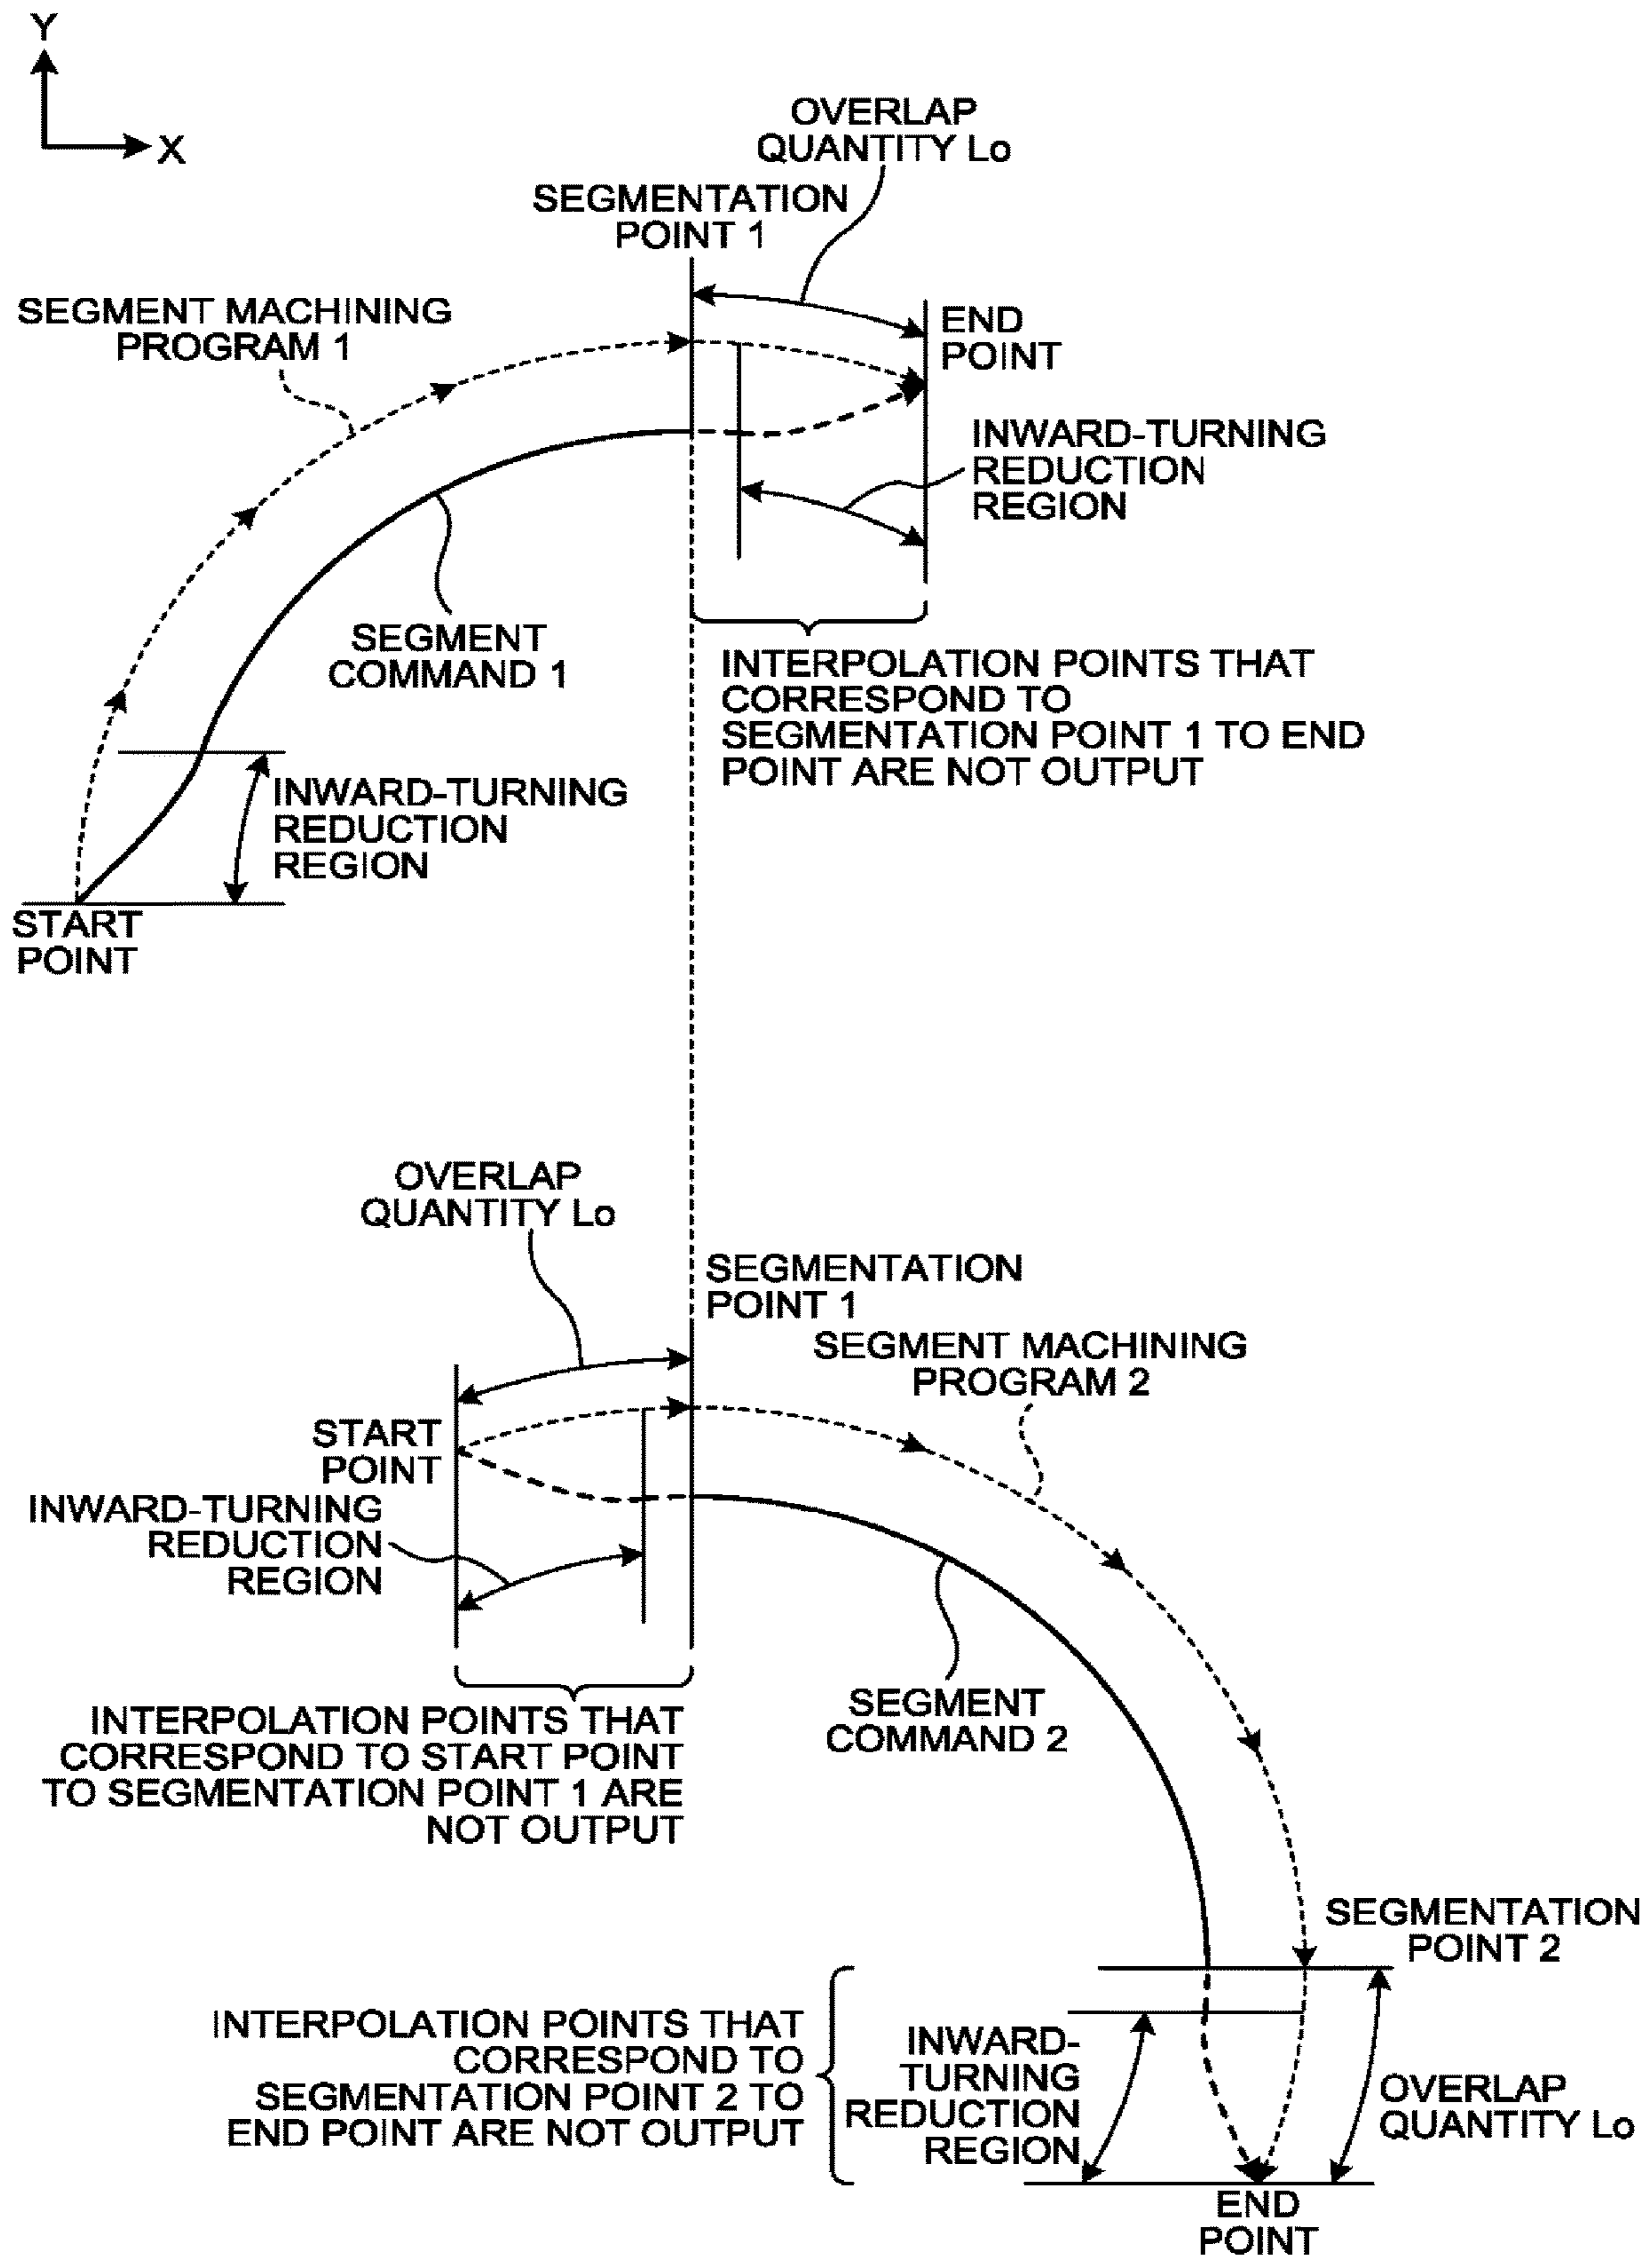 Y
X
OVERLAP
QUANTITY Lo
SEGMENTATION
POINT 1
SEGMENT MACHINING
PROGRAM 1
END
POINT
INWARD-TURNING
REDUCTION
REGION
SEGMENT
COMMAND 1
INTERPOLATION POINTS THAT
CORRESPOND TO
SEGMENTATION POINT 1 TO END
POINT ARE NOT OUTPUT
INWARD-TURNING
REDUCTION
REGION
START
POINT
OVERLAP
QUANTITY Lo
SEGMENTATION
POINT 1
SEGMENT MACHINING
PROGRAM 2
START
POINT
INWARD-TURNING
REDUCTION
REGION
SEGMENT
COMMAND 2
INTERPOLATION POINTS THAT
CORRESPOND TO START POINT
TO SEGMENTATION POINT 1 ARE
NOT OUTPUT
SEGMENTATION
POINT 2
INTERPOLATION POINTS THAT
CORRESPOND TO
SEGMENTATION POINT 2 TO
END POINT ARE NOT OUTPUT
INWARD-
TURNING
REDUCTION
REGION
OVERLAP
QUANTITY Lo
END
POINT